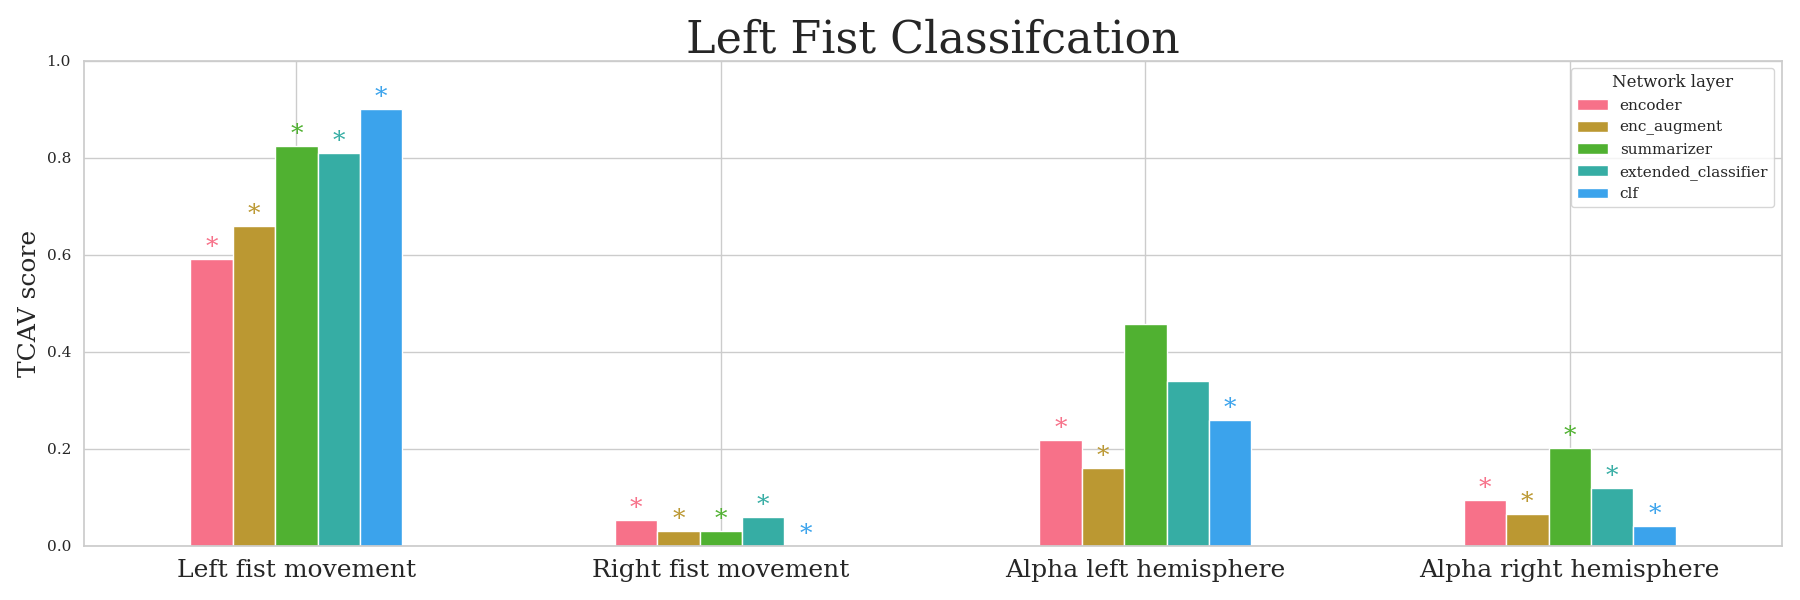 Left Fist Classifcation
TCAV score
1.0
0.8
0.6
0.4
0.2
0.0
* * * * *
* * * * *
* * *
* * * * *
Network layer
encoder
enc_augment
summarizer
extended_classifier
clf
Left fist movement
Right fist movement
Alpha left hemisphere
Alpha right hemisphere